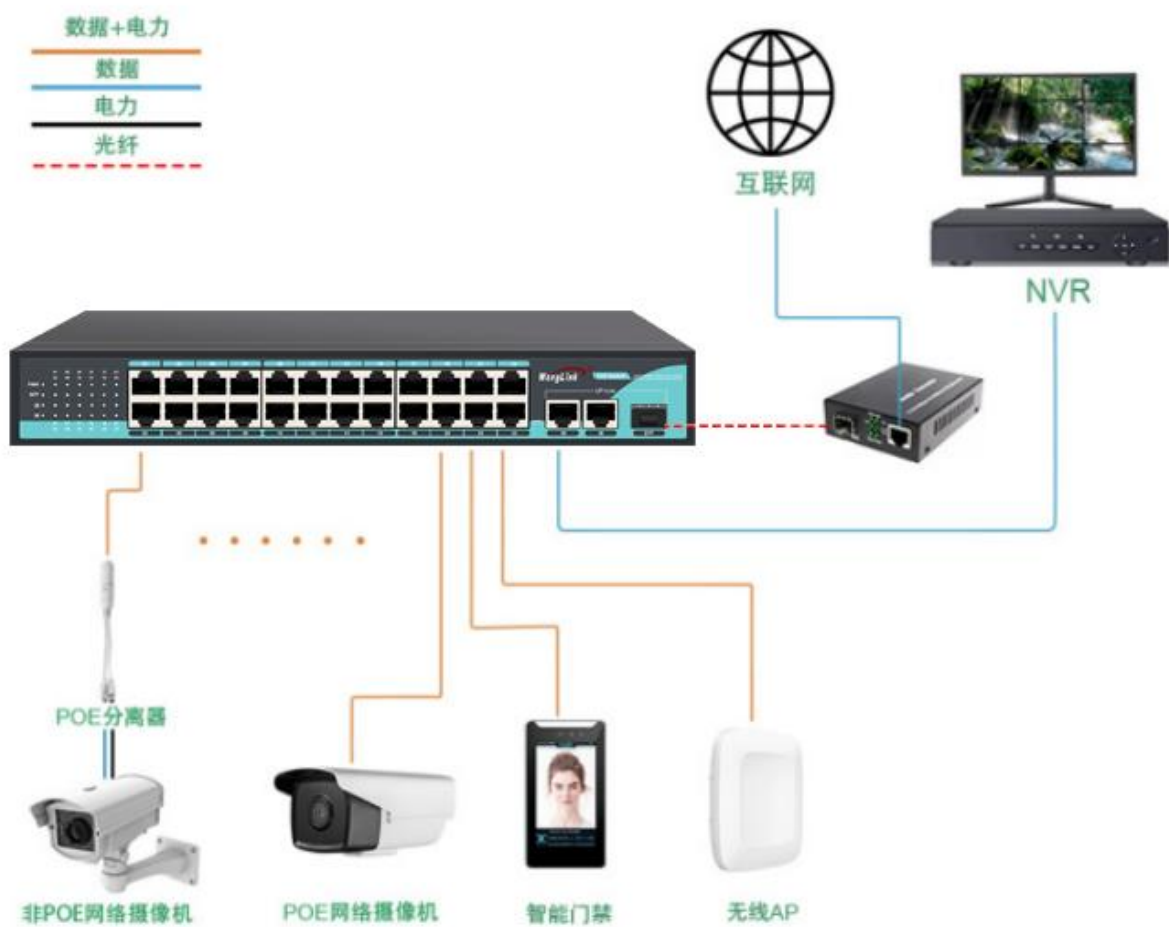 数据+电力
数据
电力
光纤
互联网
NVR
WangLink
POE分离器
非POE网络摄像机
POE网络摄像机
智能门禁
无线AP